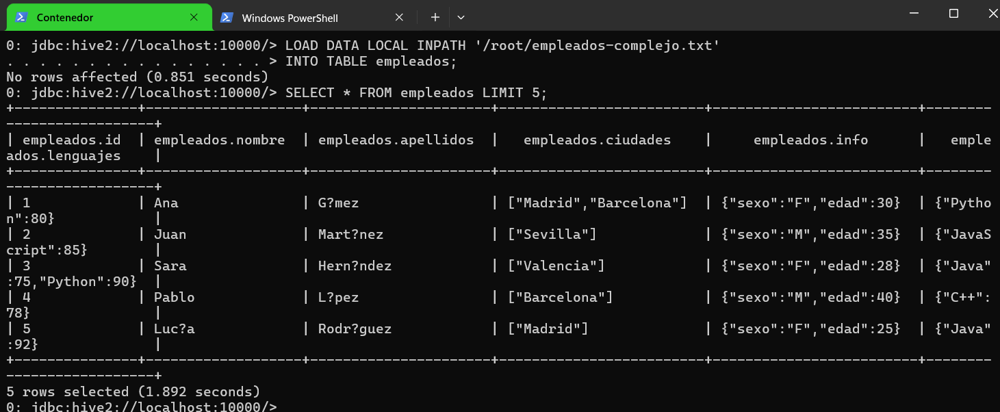 Contenedor
Windows PowerShell
0: jdbc:hive2://localhost:10000/> LOAD DATA LOCAL INPATH '/root/empleados-complejo.txt'
. . . . . . . . . . . . . . . . > INTO TABLE empleados;
No rows affected (0.851 seconds)
0: jdbc:hive2://localhost:10000/> SELECT * FROM empleados LIMIT 5;
+---------------+-------------------+----------------------+-------------------------+-------------------------+--------
------------------+
| empleados.id  | empleados.nombre  | empleados.apellidos  |   empleados.ciudades    |     empleados.info      |   emple
ados.lenguajes    |
+---------------+-------------------+----------------------+-------------------------+-------------------------+--------
------------------+
| 1             | Ana               | G?mez                | ["Madrid","Barcelona"]  | {"sexo":"F","edad":30}  | {"Pytho
n":80}            |
| 2             | Juan              | Mart?nez             | ["Sevilla"]             | {"sexo":"M","edad":35}  | {"JavaS
cript":85}        |
| 3             | Sara              | Hern?ndez            | ["Valencia"]            | {"sexo":"F","edad":28}  | {"Java"
:75,"Python":90}  |
| 4             | Pablo             | L?pez                | ["Barcelona"]           | {"sexo":"M","edad":40}  | {"C++":
78}               |
| 5             | Luc?a             | Rodr?guez            | ["Madrid"]              | {"sexo":"F","edad":25}  | {"Java"
:92}              |
+---------------+-------------------+----------------------+-------------------------+-------------------------+--------
------------------+
5 rows selected (1.892 seconds)
0: jdbc:hive2://localhost:10000/>